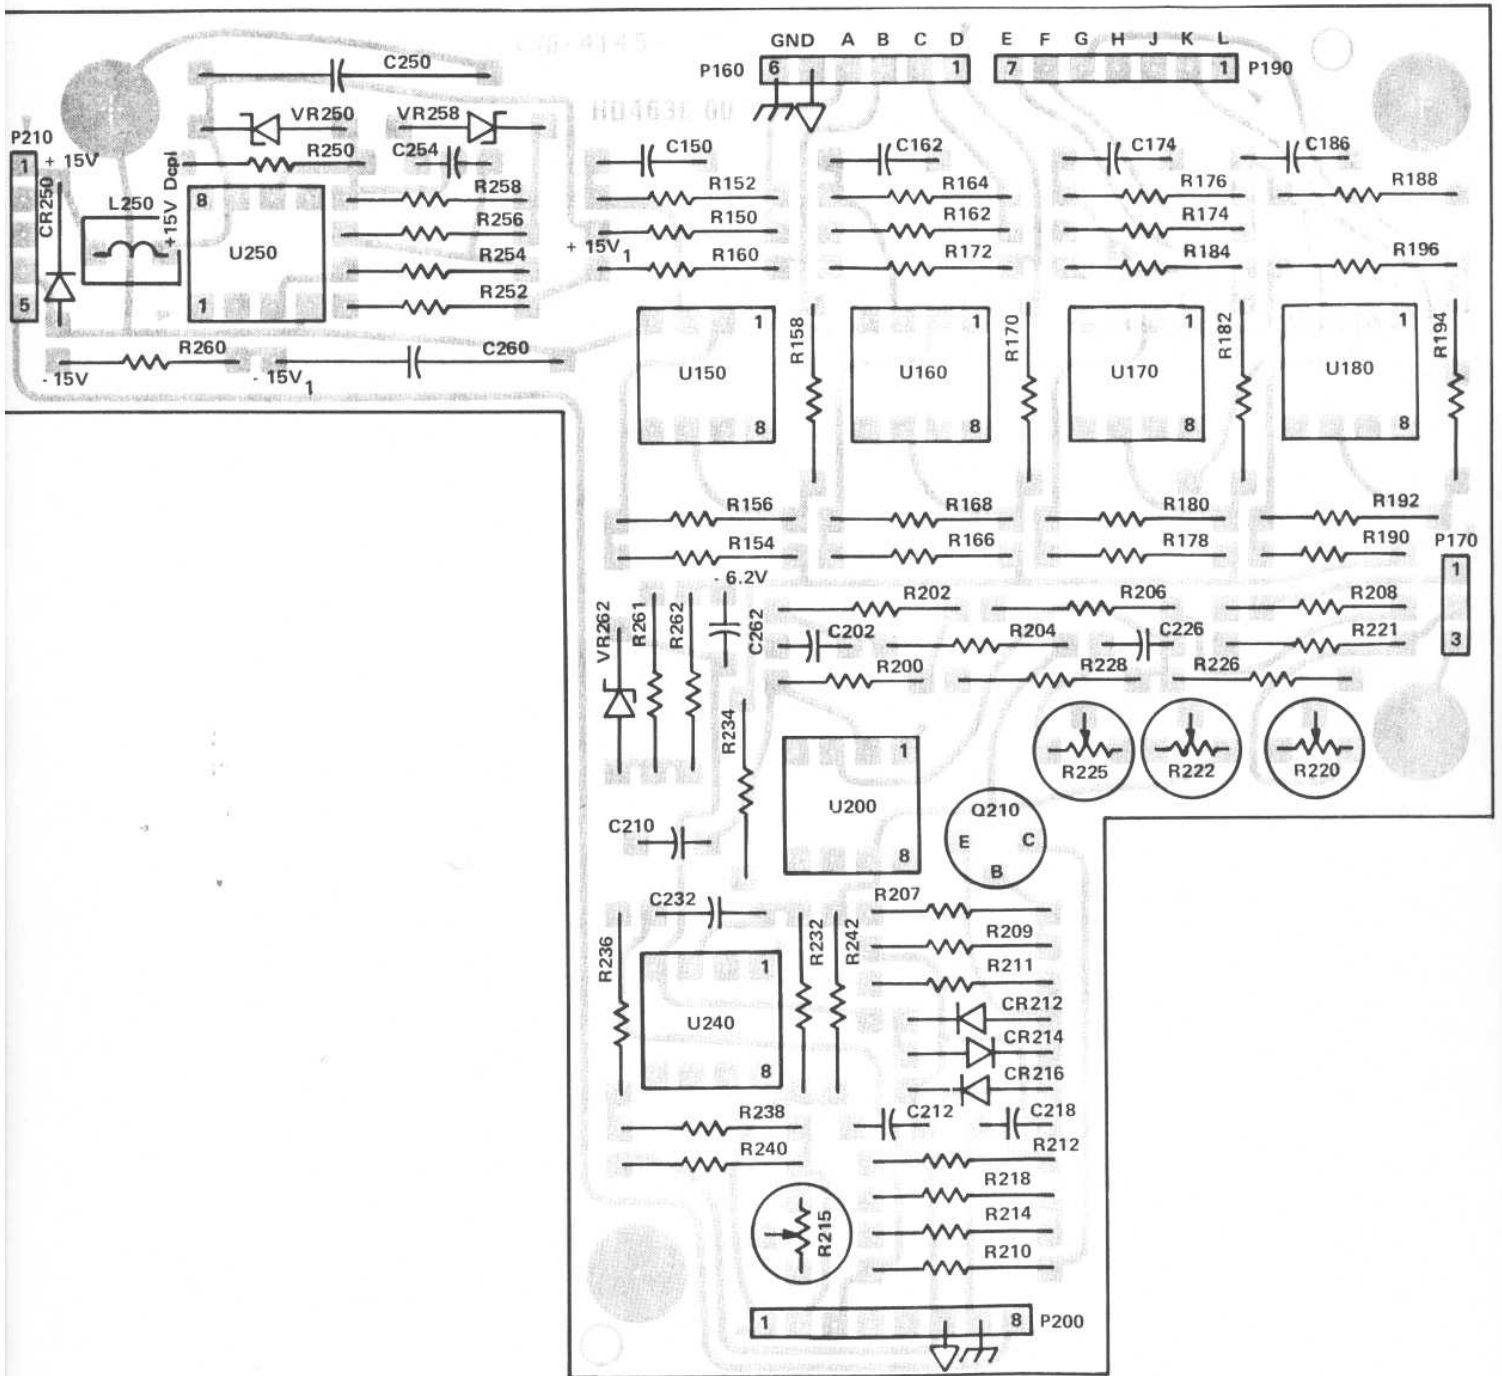 GND A B C D E F G H J K L
P160 6 1 7 1 P190
C250
VR250 VR258
P210
1 + 15V
R250 C254
C150 C162 C174 C186
CR250
L250
+15V Dcpl
8
U250
1
5
R258
R256
R254
R252
R152 R164 R176 R188
R150 R162 R174
+ 15V1
R160 R172 R184 R196
R260 C260
- 15V - 15V1
1
U150
8
R158
1
U160
8
R170
1
U170
8
R182
1
U180
8
R194
R156 R168 R180 R192
R154 R166 R178 R190
P170
1
3
- 6.2V
VR262
R261
R262
C262
R202 R206 R208
C202 R204 C226 R221
R200 R228 R226
R234
1
U200
8
R225 R222 R220
Q210
E C
B
C210
C232
R207
R209
R211
R236
1
U240
8
R232
R242
CR212
CR214
CR216
C212 C218
R238
R240
R212
R218
R214
R210
R215
1 8 P200